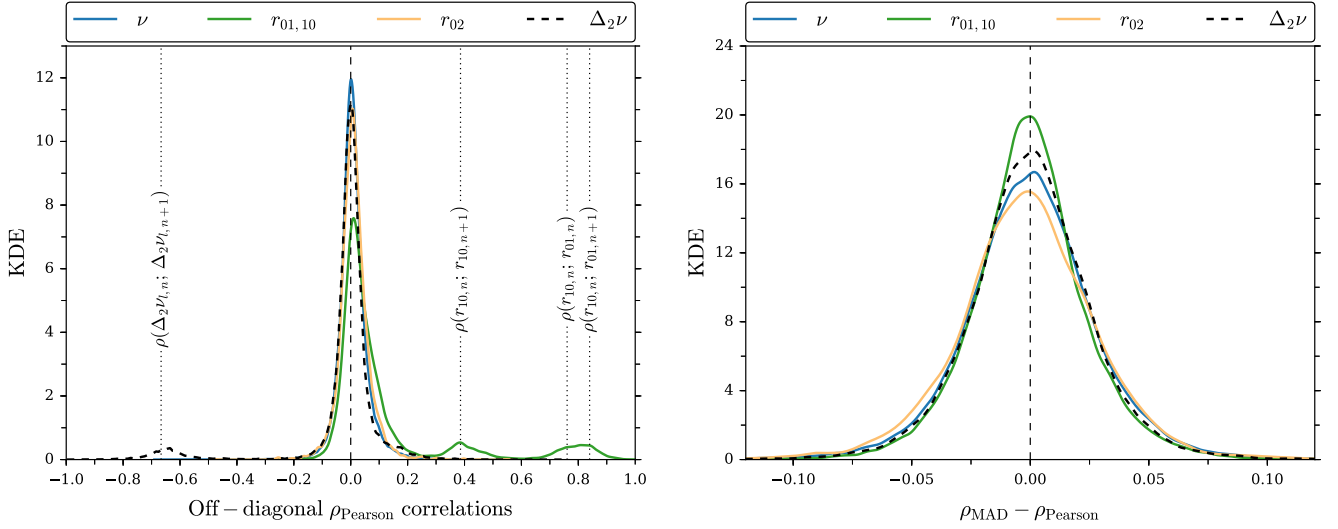 ν r₀₁,₁₀ r₀₂ Δ₂ν
KDE
12
10
8
6
4
2
0
ρ(Δ₂νₗ,ₙ; Δ₂νₗ,ₙ₊₁)
ρ(r₁₀,ₙ; r₁₀,ₙ₊₁)
ρ(r₁₀,ₙ; r₀₁,ₙ)
ρ(r₁₀,ₙ; r₀₁,ₙ₊₁)
−1.0 −0.8 −0.6 −0.4 −0.2 0.0 0.2 0.4 0.6 0.8 1.0
Off − diagonal ρPearson correlations
ν r₀₁,₁₀ r₀₂ Δ₂ν
KDE
24
20
16
12
8
4
0
−0.10 −0.05 0.00 0.05 0.10
ρMAD − ρPearson